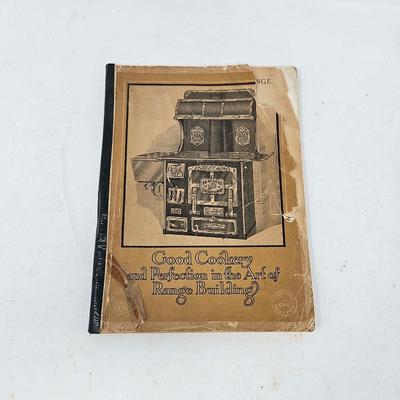 NGE
Good Cookery
and Perfection in the Art of
Range Building